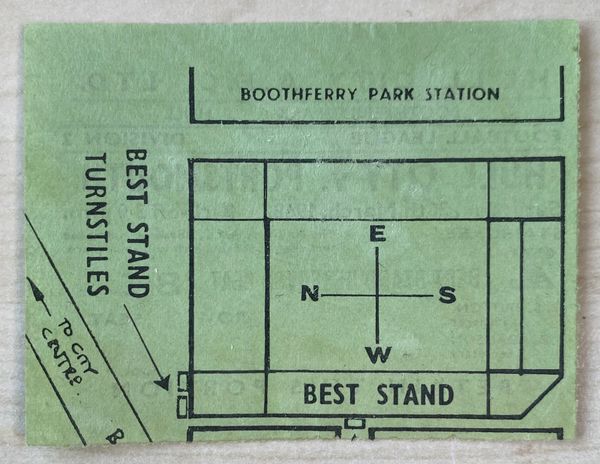 BOOTHFERRY PARK STATION
BEST STAND
TURNSTILES
E
N
S
W
TO CITY
CENTRE.
BEST STAND
B